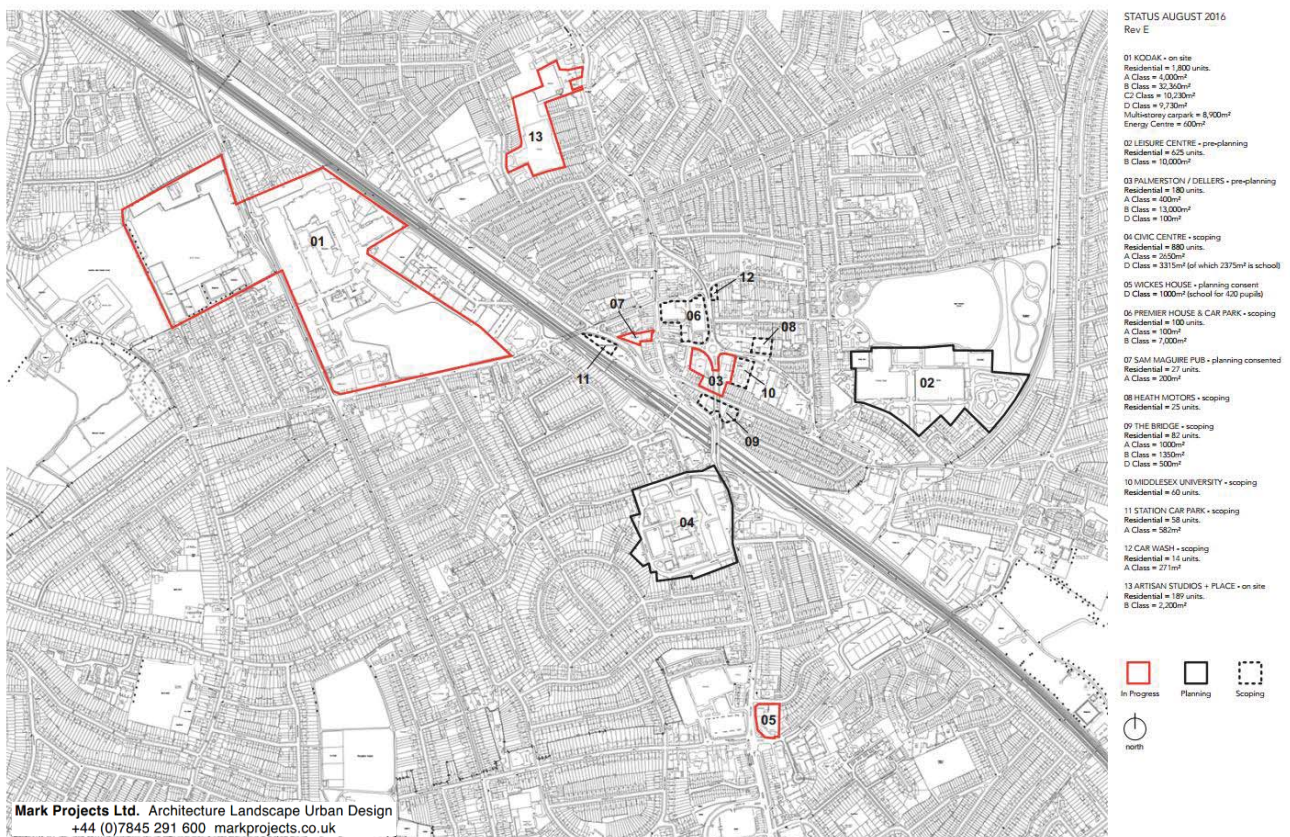 STATUS AUGUST 2016
Rev E
01 KODAK • on site
Residential = 1,800 units.
A Class = 4,000m²
B Class = 32,360m²
C2 Class = 10,230m²
D Class = 9,730m²
Multi-storey carpark = 8,900m²
Energy Centre = 600m²
02 LEISURE CENTRE • pre-planning
Residential = 625 units.
B Class = 10,000m²
03 PALMERSTON / DELLERS • pre-planning
Residential = 180 units.
A Class = 400m²
B Class = 13,000m²
D Class = 100m²
04 CIVIC CENTRE • scoping
Residential = 880 units.
A Class = 2650m²
D Class = 3315m² (of which 2375m² is school)
05 WICKES HOUSE • planning consent
D Class = 1000m² (school for 420 pupils)
06 PREMIER HOUSE & CAR PARK • scoping
Residential = 100 units.
A Class = 100m²
B Class = 7,000m²
07 SAM MAGUIRE PUB • planning consented
Residential = 27 units.
A Class = 200m²
08 HEATH MOTORS • scoping
Residential = 25 units.
09 THE BRIDGE • scoping
Residential = 82 units.
A Class = 1000m²
B Class = 1350m²
D Class = 500m²
10 MIDDLESEX UNIVERSITY • scoping
Residential = 60 units.
11 STATION CAR PARK • scoping
Residential = 58 units.
A Class = 582m²
12 CAR WASH • scoping
Residential = 14 units.
A Class = 271m²
13 ARTISAN STUDIOS + PLACE • on site
Residential = 189 units.
B Class = 2,200m²
In Progress Planning Scoping
north
13
01
12
07
06
08
03
02
11
10
09
04
05
Mark Projects Ltd. Architecture Landscape Urban Design
+44 (0)7845 291 600 markprojects.co.uk